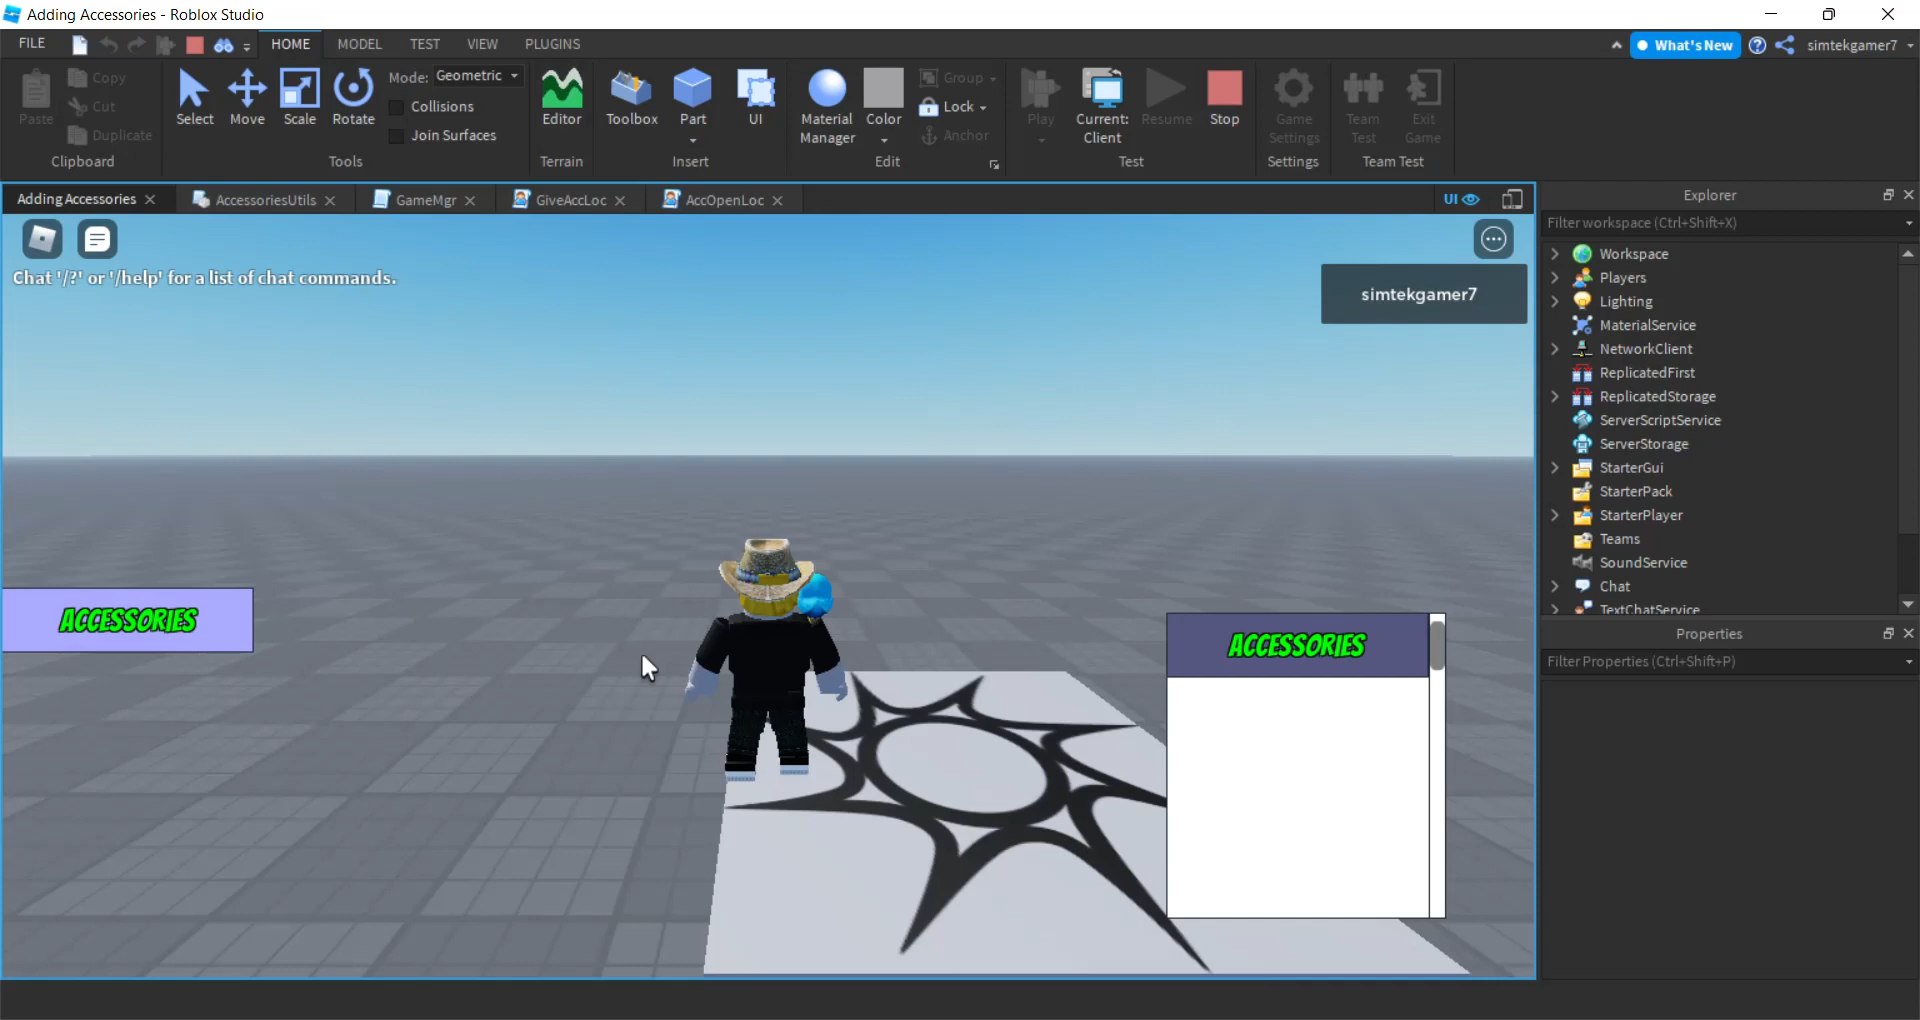 Adding Accessories - Roblox Studio
FILE
HOME
MODEL
TEST
VIEW
PLUGINS
What's New
simtekgamer7
Paste
Copy
Cut
Duplicate
Clipboard
Select
Move
Scale
Rotate
Mode: Geometric
Collisions
Join Surfaces
Tools
Editor
Terrain
Toolbox
Part
UI
Insert
Material Manager
Color
Group
Lock
Anchor
Edit
Play
Current: Client
Resume
Stop
Test
Game Settings
Settings
Team Test
Exit Game
Team Test
Adding Accessories
AccessoriesUtils
GameMgr
GiveAccLoc
AccOpenLoc
UI
Chat '/?' or '/help' for a list of chat commands.
simtekgamer7
ACCESSORIES
ACCESSORIES
Explorer
Filter workspace (Ctrl+Shift+X)
Workspace
Players
Lighting
MaterialService
NetworkClient
ReplicatedFirst
ReplicatedStorage
ServerScriptService
ServerStorage
StarterGui
StarterPack
StarterPlayer
Teams
SoundService
Chat
TextChatService
Properties
Filter Properties (Ctrl+Shift+P)